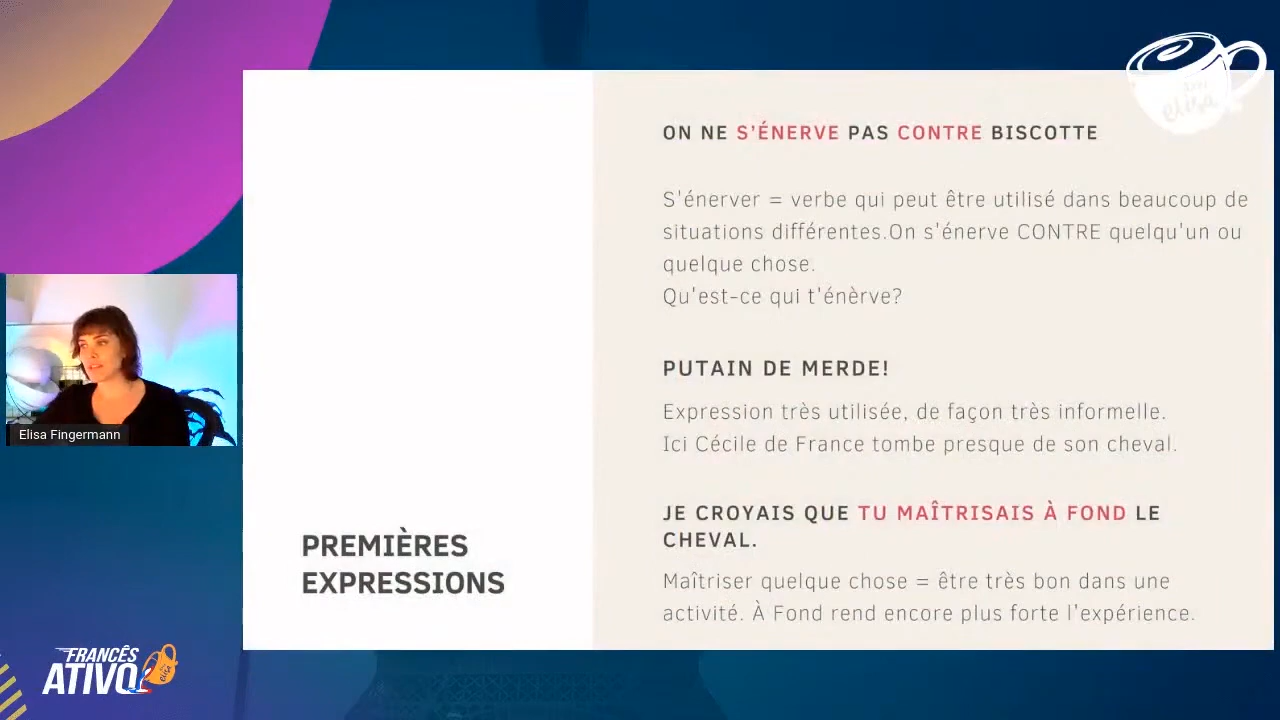 ON NE S'ÉNERVE PAS CONTRE BISCOTTE
S'énerver = verbe qui peut être utilisé dans beaucoup de
situations différentes.On s'énerve CONTRE quelqu'un ou
quelque chose.
Qu'est-ce qui t'énèrve?
PUTAIN DE MERDE!
Expression très utilisée, de façon très informelle.
Ici Cécile de France tombe presque de son cheval.
JE CROYAIS QUE TU MAÎTRISAIS À FOND LE
CHEVAL.
Maîtriser quelque chose = être très bon dans une
activité. À Fond rend encore plus forte l'expérience.
PREMIÈRES
EXPRESSIONS
Elisa Fingermann
FRANCÊS
ATIVO
elisa